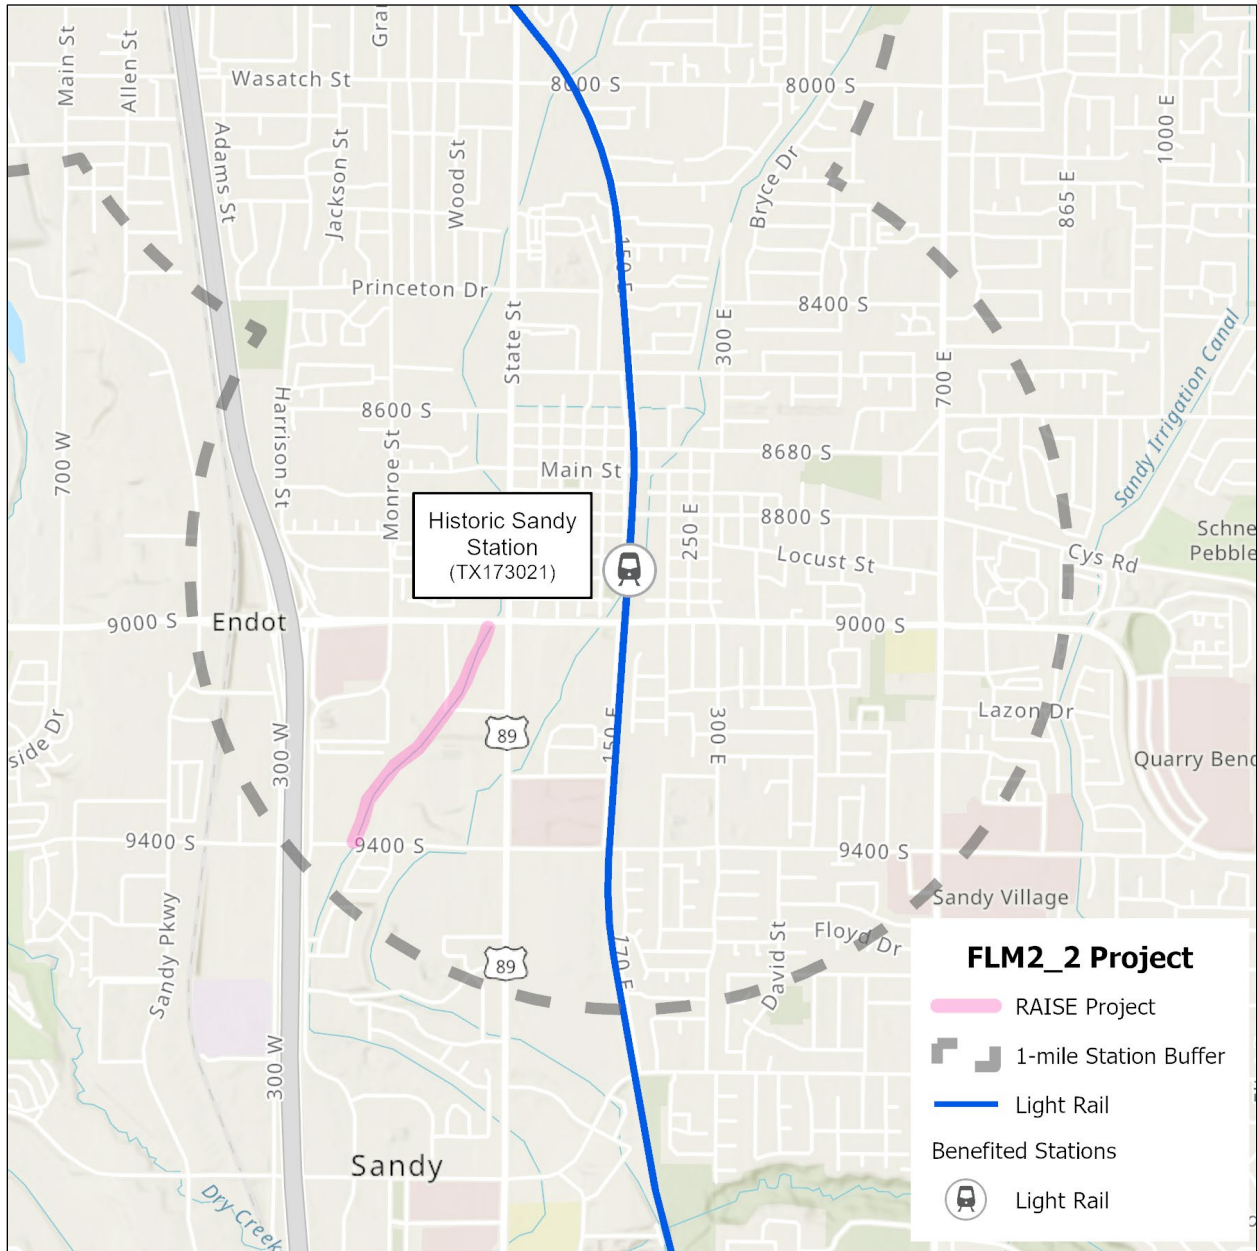 Main St
Allen St
Wasatch St
8000 S
8000 S
1000 E
Adams St
Jackson St
Wood St
Bryce Dr
865 E
150 E
Princeton Dr
State St
8400 S
300 E
700 E
Sandy Irrigation Canal
Harrison St
8600 S
Monroe St
700 W
Main St
8680 S
Historic Sandy
Station
(TX173021)
250 E
8800 S
Locust St
Cys Rd
Schne
Pebble
9000 S
Endot
9000 S
side Dr
300 W
89
150 E
300 E
Lazon Dr
Quarry Bend
9400 S
9400 S
9400 S
Sandy Village
Sandy Pkwy
89
170 E
David St
Floyd Dr
300 W
Sandy
Dry Creek
FLM2_2 Project
RAISE Project
1-mile Station Buffer
Light Rail
Benefited Stations
Light Rail